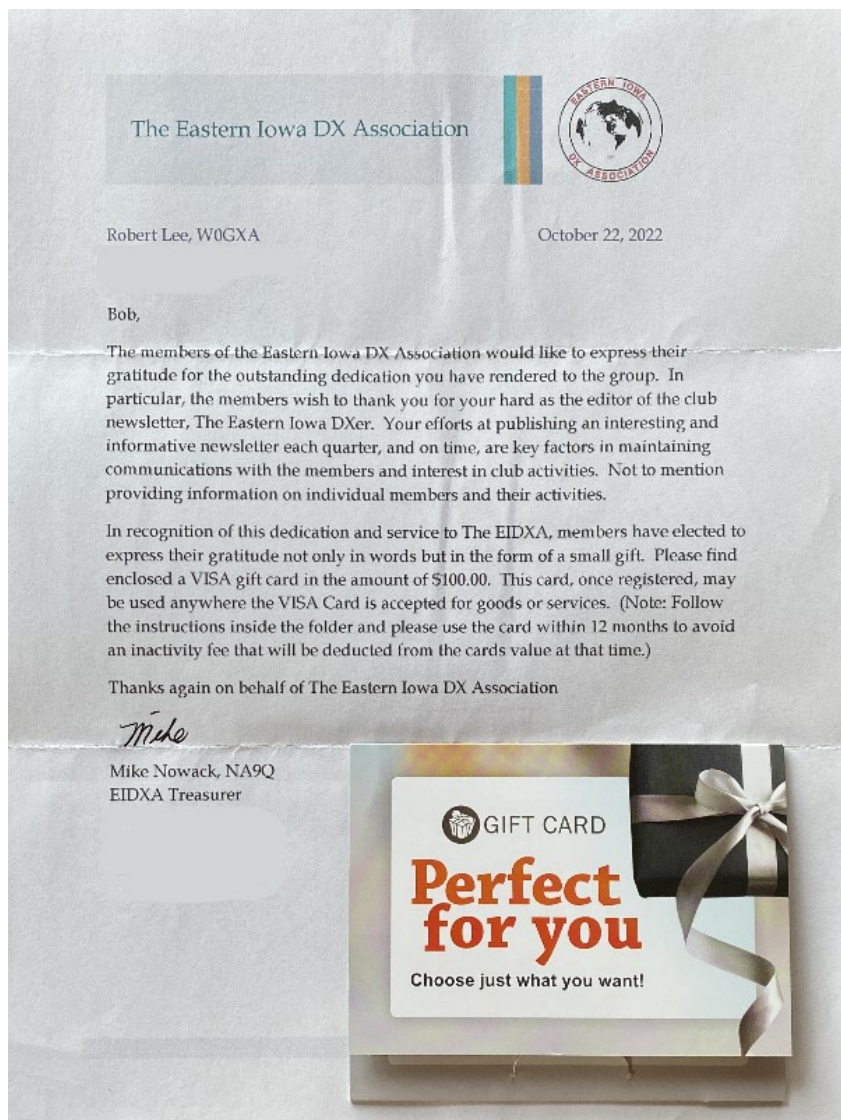 The Eastern Iowa DX Association
EASTERN IOWA
DX ASSOCIATION
Robert Lee, W0GXA
October 22, 2022
Bob,
The members of the Eastern Iowa DX Association would like to express their
gratitude for the outstanding dedication you have rendered to the group. In
particular, the members wish to thank you for your hard as the editor of the club
newsletter, The Eastern Iowa DXer. Your efforts at publishing an interesting and
informative newsletter each quarter, and on time, are key factors in maintaining
communications with the members and interest in club activities. Not to mention
providing information on individual members and their activities.
In recognition of this dedication and service to The EIDXA, members have elected to
express their gratitude not only in words but in the form of a small gift. Please find
enclosed a VISA gift card in the amount of $100.00. This card, once registered, may
be used anywhere the VISA Card is accepted for goods or services. (Note: Follow
the instructions inside the folder and please use the card within 12 months to avoid
an inactivity fee that will be deducted from the cards value at that time.)
Thanks again on behalf of The Eastern Iowa DX Association
Mike
Mike Nowack, NA9Q
EIDXA Treasurer
GIFT CARD
Perfect
for you
Choose just what you want!